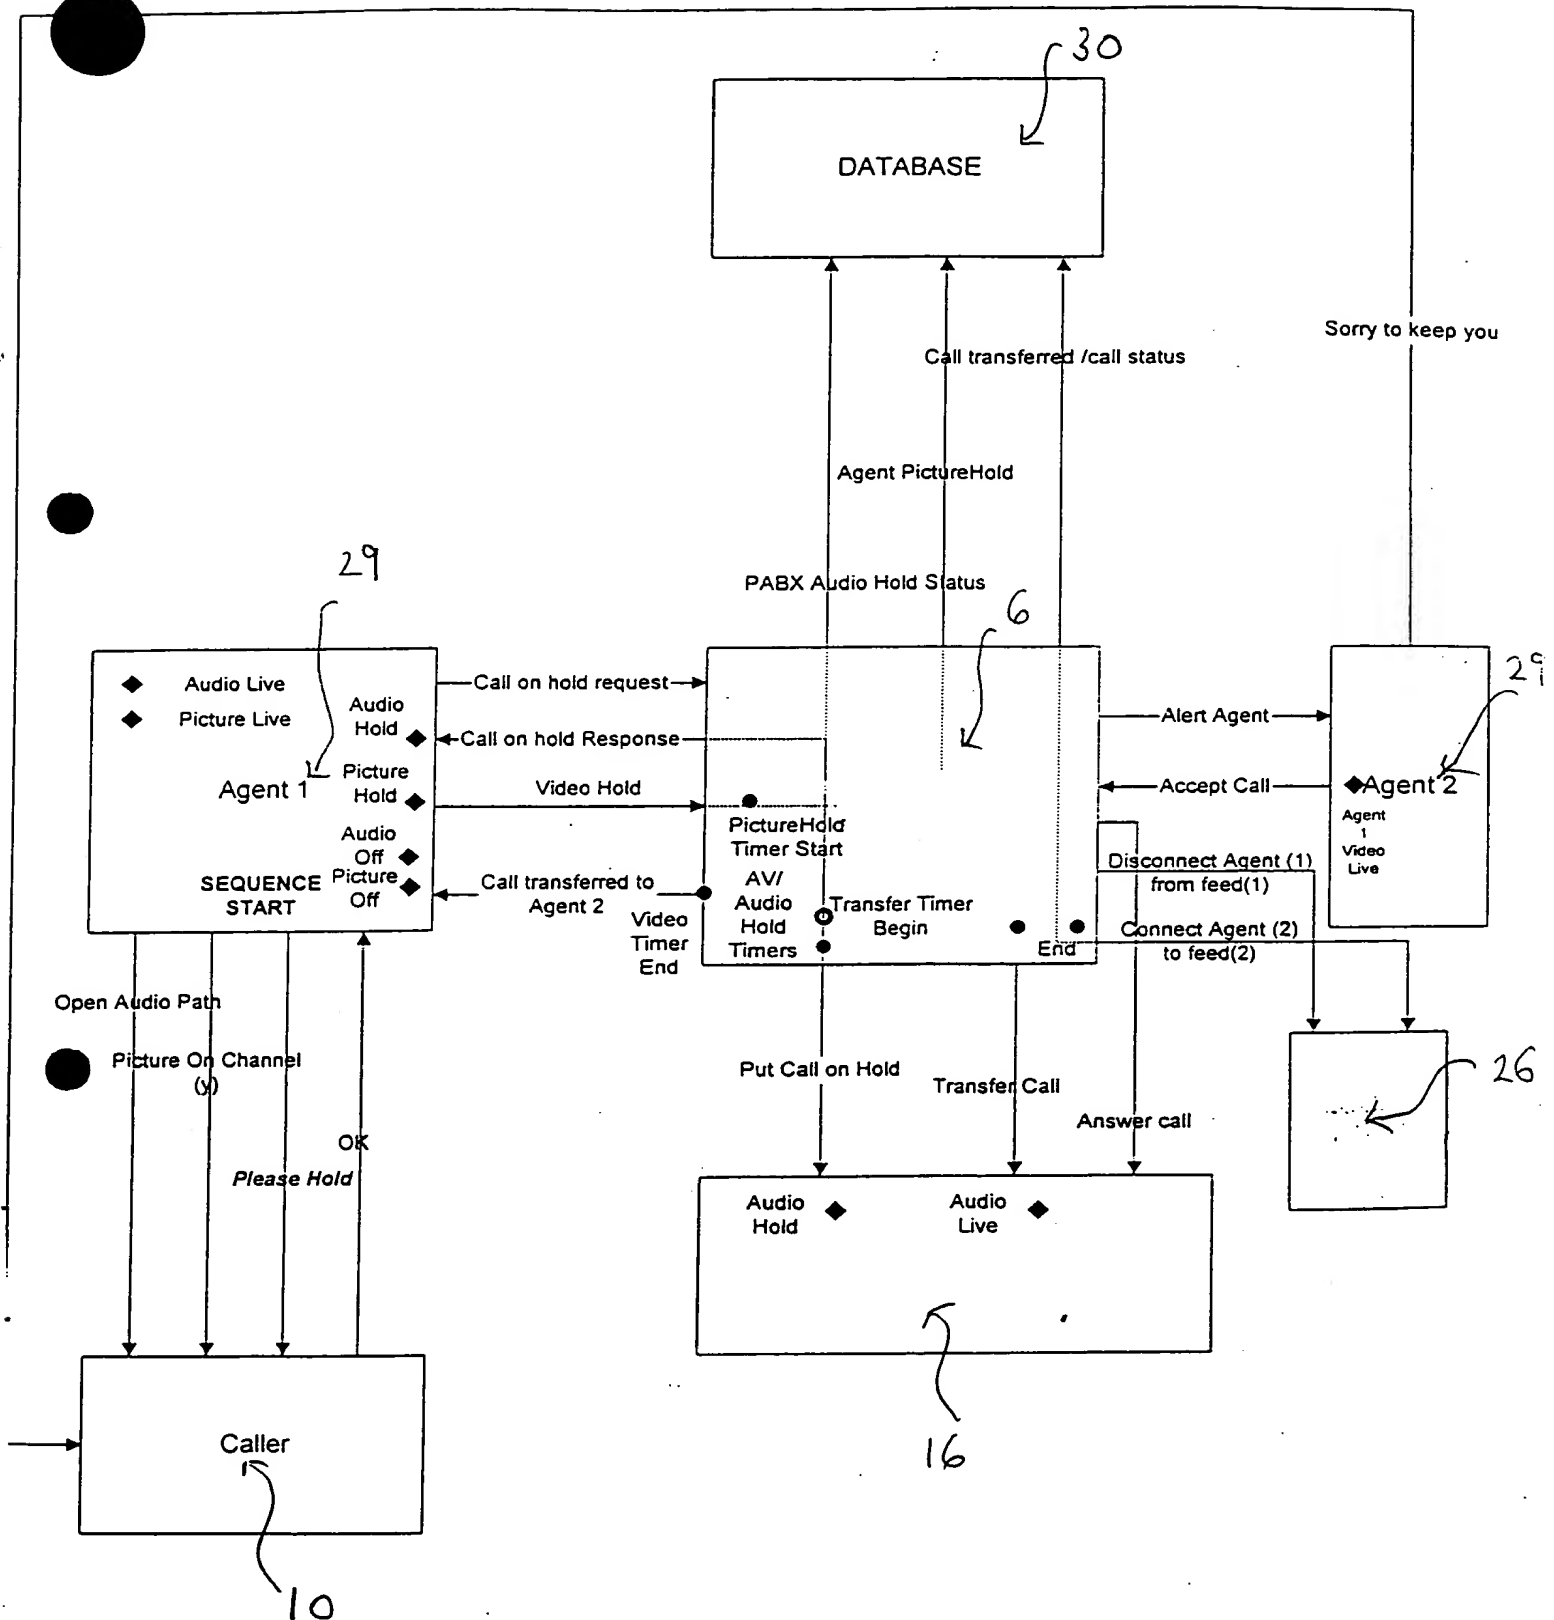 30
DATABASE
Sorry to keep you
Call transferred /call status
Agent PictureHold
PABX Audio Hold Status
29
6
29
Audio Live
Picture Live
Audio
Hold
Picture
Hold
Agent 1
Audio
Off
Picture
Off
SEQUENCE
START
Call on hold request
Call on hold Response
Video Hold
Call transferred to
Agent 2
Video
Timer
End
PictureHold
Timer Start
AV/
Audio
Hold
Timers
Transfer Timer
Begin
End
Alert Agent
Accept Call
Agent 2
Agent
1
Video
Live
Disconnect Agent (1)
from feed(1)
Connect Agent (2)
to feed(2)
Open Audio Path
Picture On Channel
(y)
OK
Please Hold
Put Call on Hold
Transfer Call
Answer call
26
Audio
Hold
Audio
Live
16
Caller
10